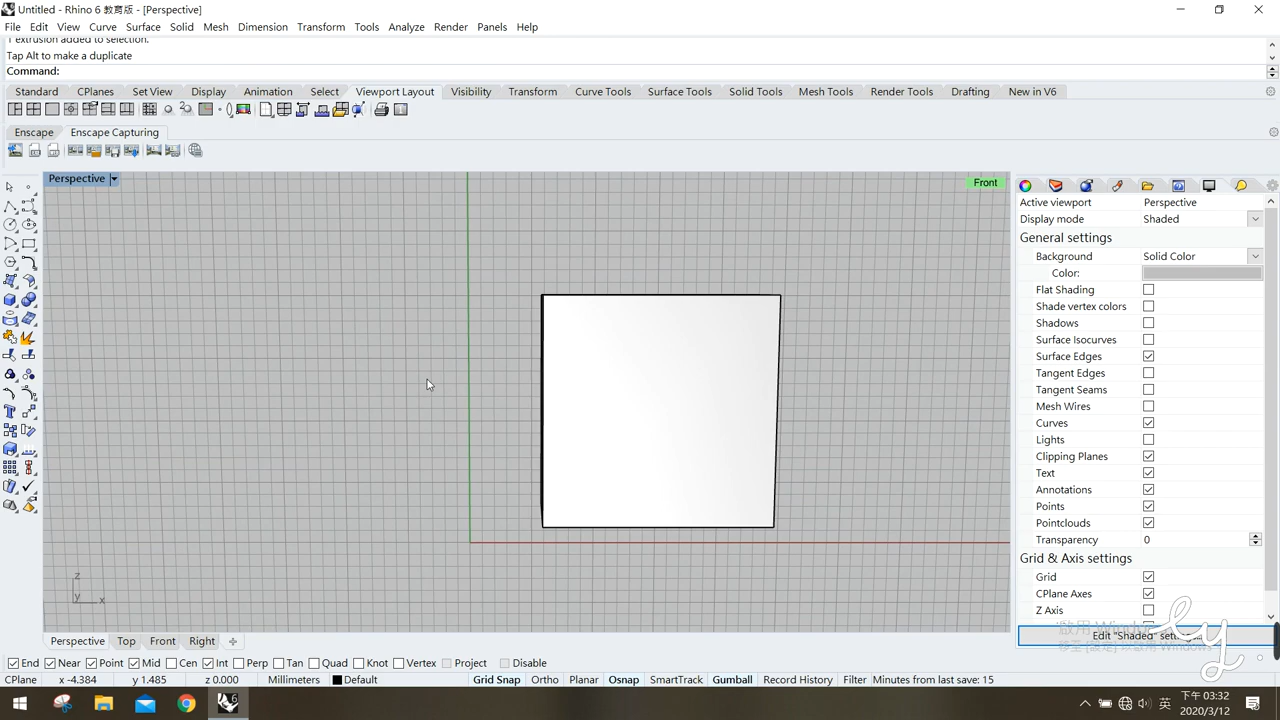 Untitled - Rhino 6 教育版 - [Perspective]
File Edit View Curve Surface Solid Mesh Dimension Transform Tools Analyze Render Panels Help
1 extrusion added to selection.
Tap Alt to make a duplicate
Command:
Standard CPlanes Set View Display Animation Select Viewport Layout Visibility Transform Curve Tools Surface Tools Solid Tools Mesh Tools Render Tools Drafting New in V6
Enscape Enscape Capturing
Perspective
Front
Active viewport Perspective
Display mode Shaded
General settings
Background Solid Color
Color:
Flat Shading
Shade vertex colors
Shadows
Surface Isocurves
Surface Edges
Tangent Edges
Tangent Seams
Mesh Wires
Curves
Lights
Clipping Planes
Text
Annotations
Points
Pointclouds
Transparency 0
Grid & Axis settings
Grid
CPlane Axes
Z Axis
z
y x
Edit "Shaded"
啟用 Windows
Perspective Top Front Right
End Near Point Mid Cen Int Perp Tan Quad Knot Vertex Project Disable
CPlane x -4.384 y 1.485 z 0.000 Millimeters Default Grid Snap Ortho Planar Osnap SmartTrack Gumball Record History Filter Minutes from last save: 15
英
下午 03:32
2020/3/12
ly